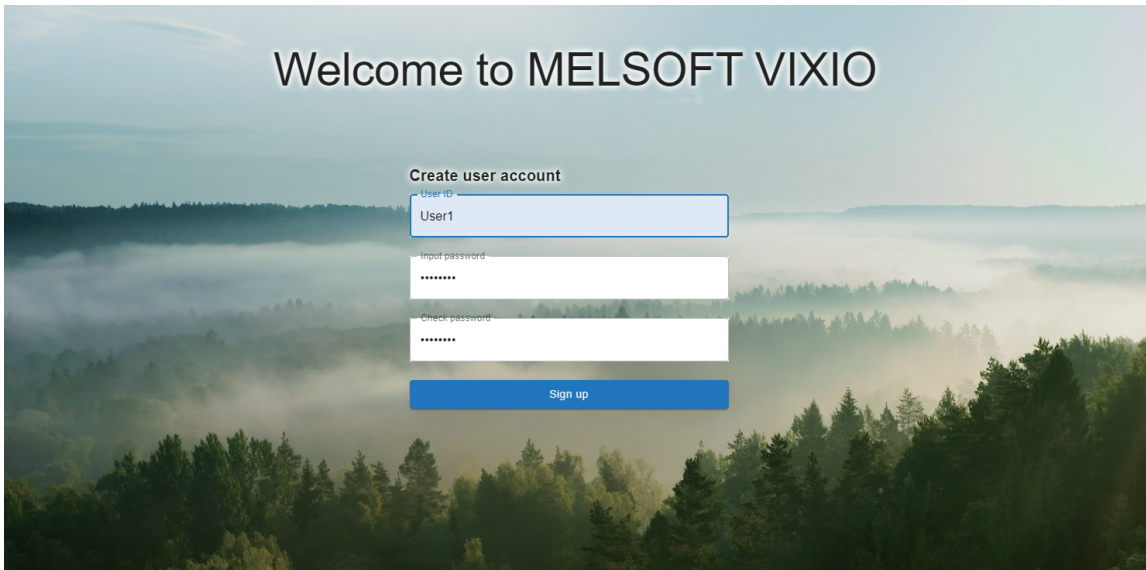 Welcome to MELSOFT VIXIO
Create user account
User ID
User1
Input password
••••••••
Check password
••••••••
Sign up